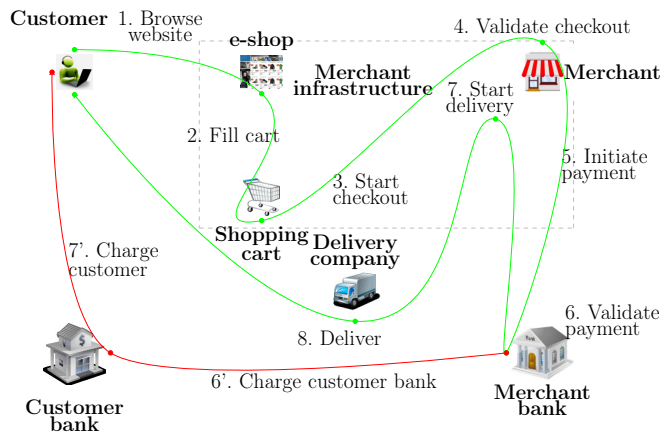 Customer
1. Browse
website
e-shop
4. Validate checkout
Merchant
infrastructure
Merchant
7. Start
delivery
2. Fill cart
3. Start
checkout
5. Initiate
payment
Shopping
cart
Delivery
company
7'. Charge
customer
8. Deliver
6. Validate
payment
6'. Charge customer bank
Customer
bank
Merchant
bank